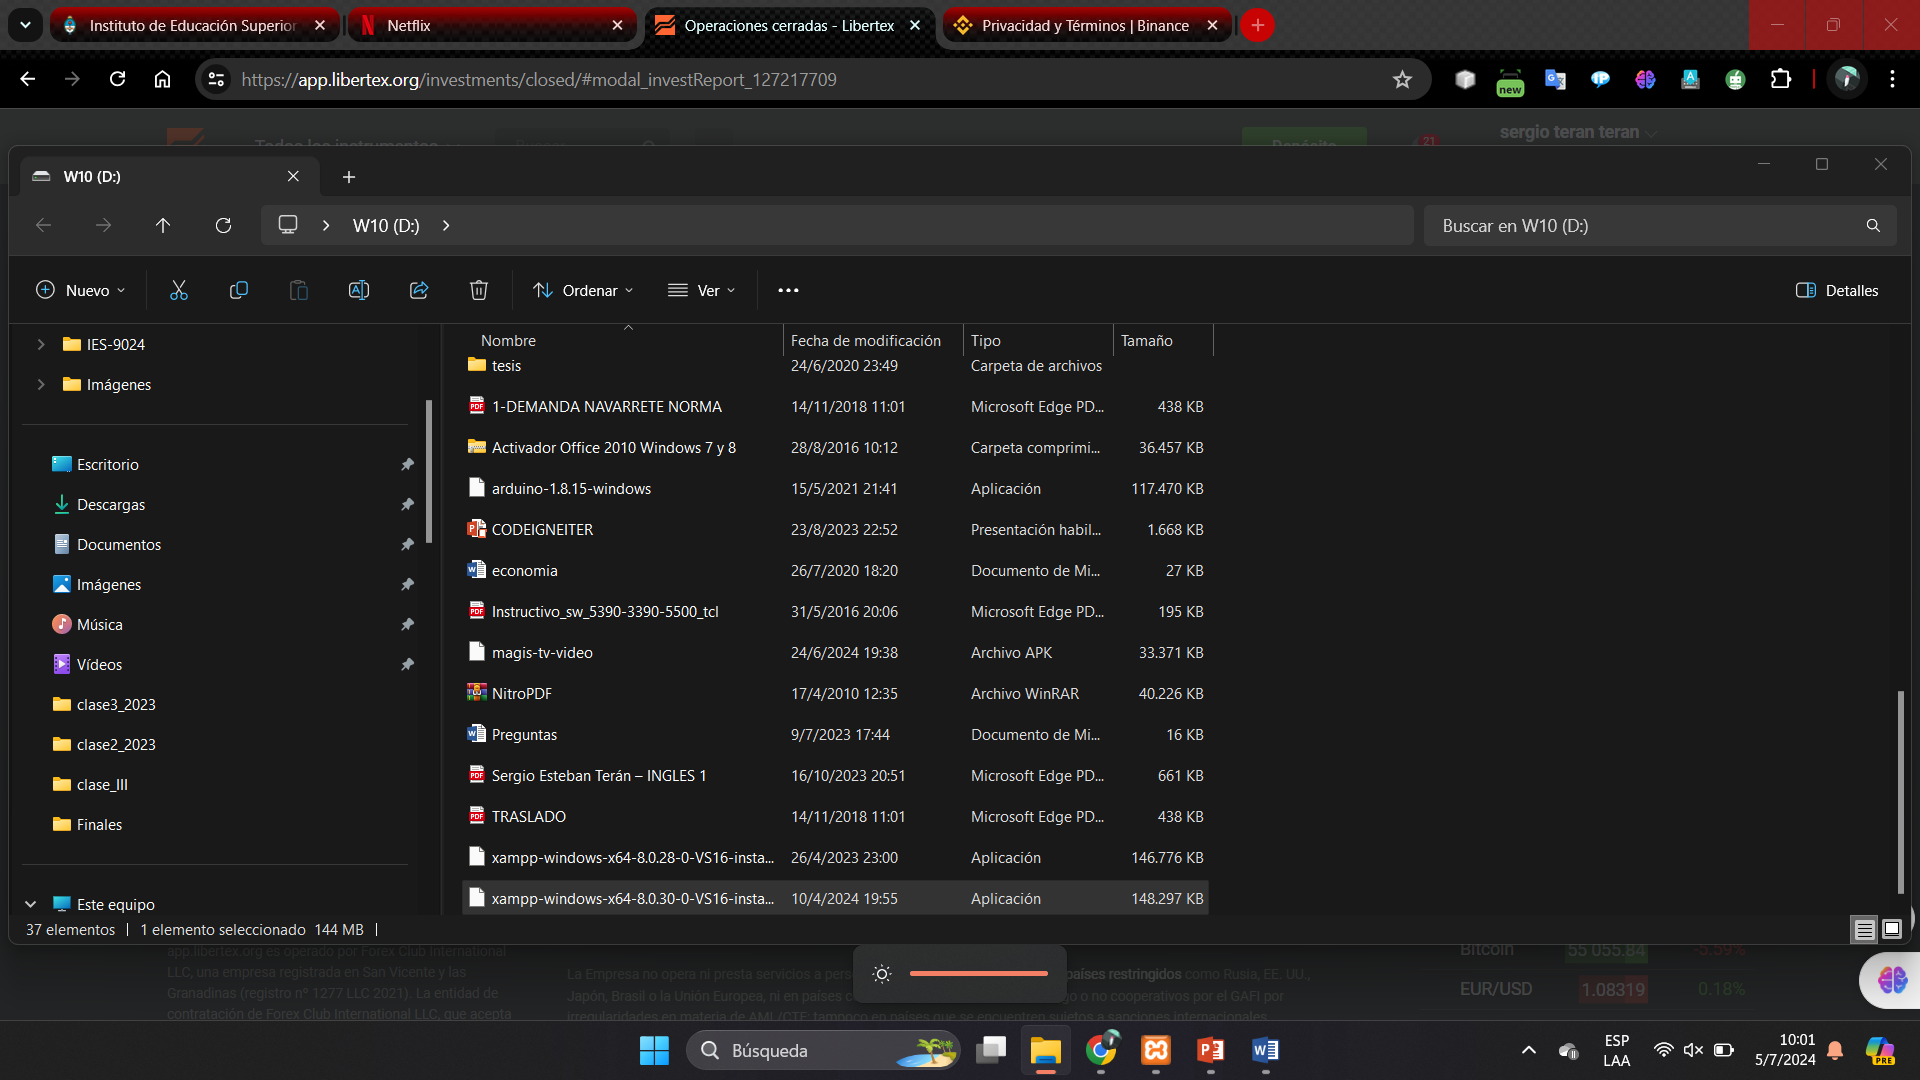 Instituto de Educación Superior
Netflix
Operaciones cerradas - Libertex
Privacidad y Términos | Binance
https://app.libertex.org/investments/closed/#modal_investReport_127217709
new
Todos los instrumentos
Depósito
21
sergio teran teran
W10 (D:)
W10 (D:)
Buscar en W10 (D:)
Nuevo
Ordenar
Ver
Detalles
IES-9024
Imágenes
Escritorio
Descargas
Documentos
Imágenes
Música
Vídeos
clase3_2023
clase2_2023
clase_III
Finales
Este equipo
Nombre Fecha de modificación Tipo Tamaño
tesis 24/6/2020 23:49 Carpeta de archivos
1-DEMANDA NAVARRETE NORMA 14/11/2018 11:01 Microsoft Edge PD... 438 KB
Activador Office 2010 Windows 7 y 8 28/8/2016 10:12 Carpeta comprimi... 36.457 KB
arduino-1.8.15-windows 15/5/2021 21:41 Aplicación 117.470 KB
CODEIGNEITER 23/8/2023 22:52 Presentación habil... 1.668 KB
economia 26/7/2020 18:20 Documento de Mi... 27 KB
Instructivo_sw_5390-3390-5500_tcl 31/5/2016 20:06 Microsoft Edge PD... 195 KB
magis-tv-video 24/6/2024 19:38 Archivo APK 33.371 KB
NitroPDF 17/4/2010 12:35 Archivo WinRAR 40.226 KB
Preguntas 9/7/2023 17:44 Documento de Mi... 16 KB
Sergio Esteban Terán – INGLES 1 16/10/2023 20:51 Microsoft Edge PD... 661 KB
TRASLADO 14/11/2018 11:01 Microsoft Edge PD... 438 KB
xampp-windows-x64-8.0.28-0-VS16-insta... 26/4/2023 23:00 Aplicación 146.776 KB
xampp-windows-x64-8.0.30-0-VS16-insta... 10/4/2024 19:55 Aplicación 148.297 KB
37 elementos 1 elemento seleccionado 144 MB
app.libertex.org es operado por Forex Club International
LLC, una empresa registrada en San Vicente y las
Granadinas (registro nº 1277 LLC 2021). La entidad de
contratación de Forex Club International LLC, que acepta
La Empresa no opera ni presta servicios a pers países restringidos como Rusia, EE. UU.,
Japón, Brasil o la Unión Europea, ni en países c go o no cooperativos por el GAFI por
irregularidades en materia de AML/CTF; tampoco en países que se encuentren sujetos a sanciones internacionales
Bitcoin 55 055.84 -5.59%
EUR/USD 1.08319 0.18%
Búsqueda
ESP
LAA
10:01
5/7/2024
PRE